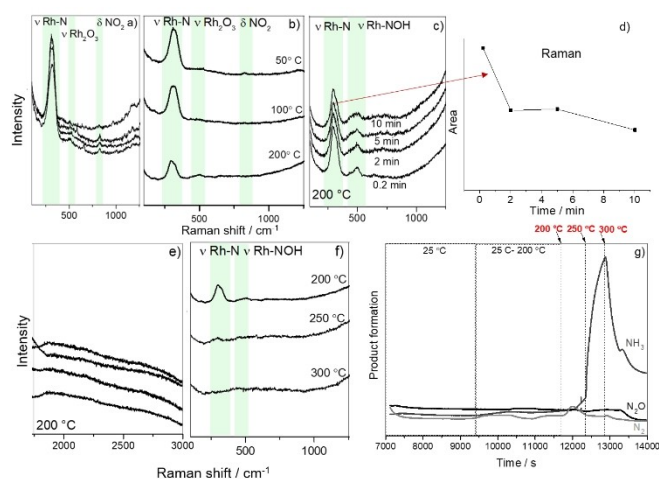 ν Rh-N δ NO₂ a)
ν Rh₂O₃
Intensity
500 1000
ν Rh-N ν Rh₂O₃ δ NO₂ b)
50° C
100° C
200° C
500 1000
Raman shift / cm⁻¹
ν Rh-N ν Rh-NOH c)
10 min
5 min
2 min
0.2 min
200 °C
500 1000
Raman d)
Area
0 2 4 6 8 10
Time / min
e)
Intensity
200 °C
2000 2500 3000
ν Rh-N ν Rh-NOH f)
200 °C
250 °C
300 °C
500 1000
Raman shift / cm⁻¹
200 °C 250 °C 300 °C
25 °C 25 C- 200 °C g)
Product formation
NH₃
N₂O
N₂
7000 8000 9000 10000 11000 12000 13000 14000
Time / s